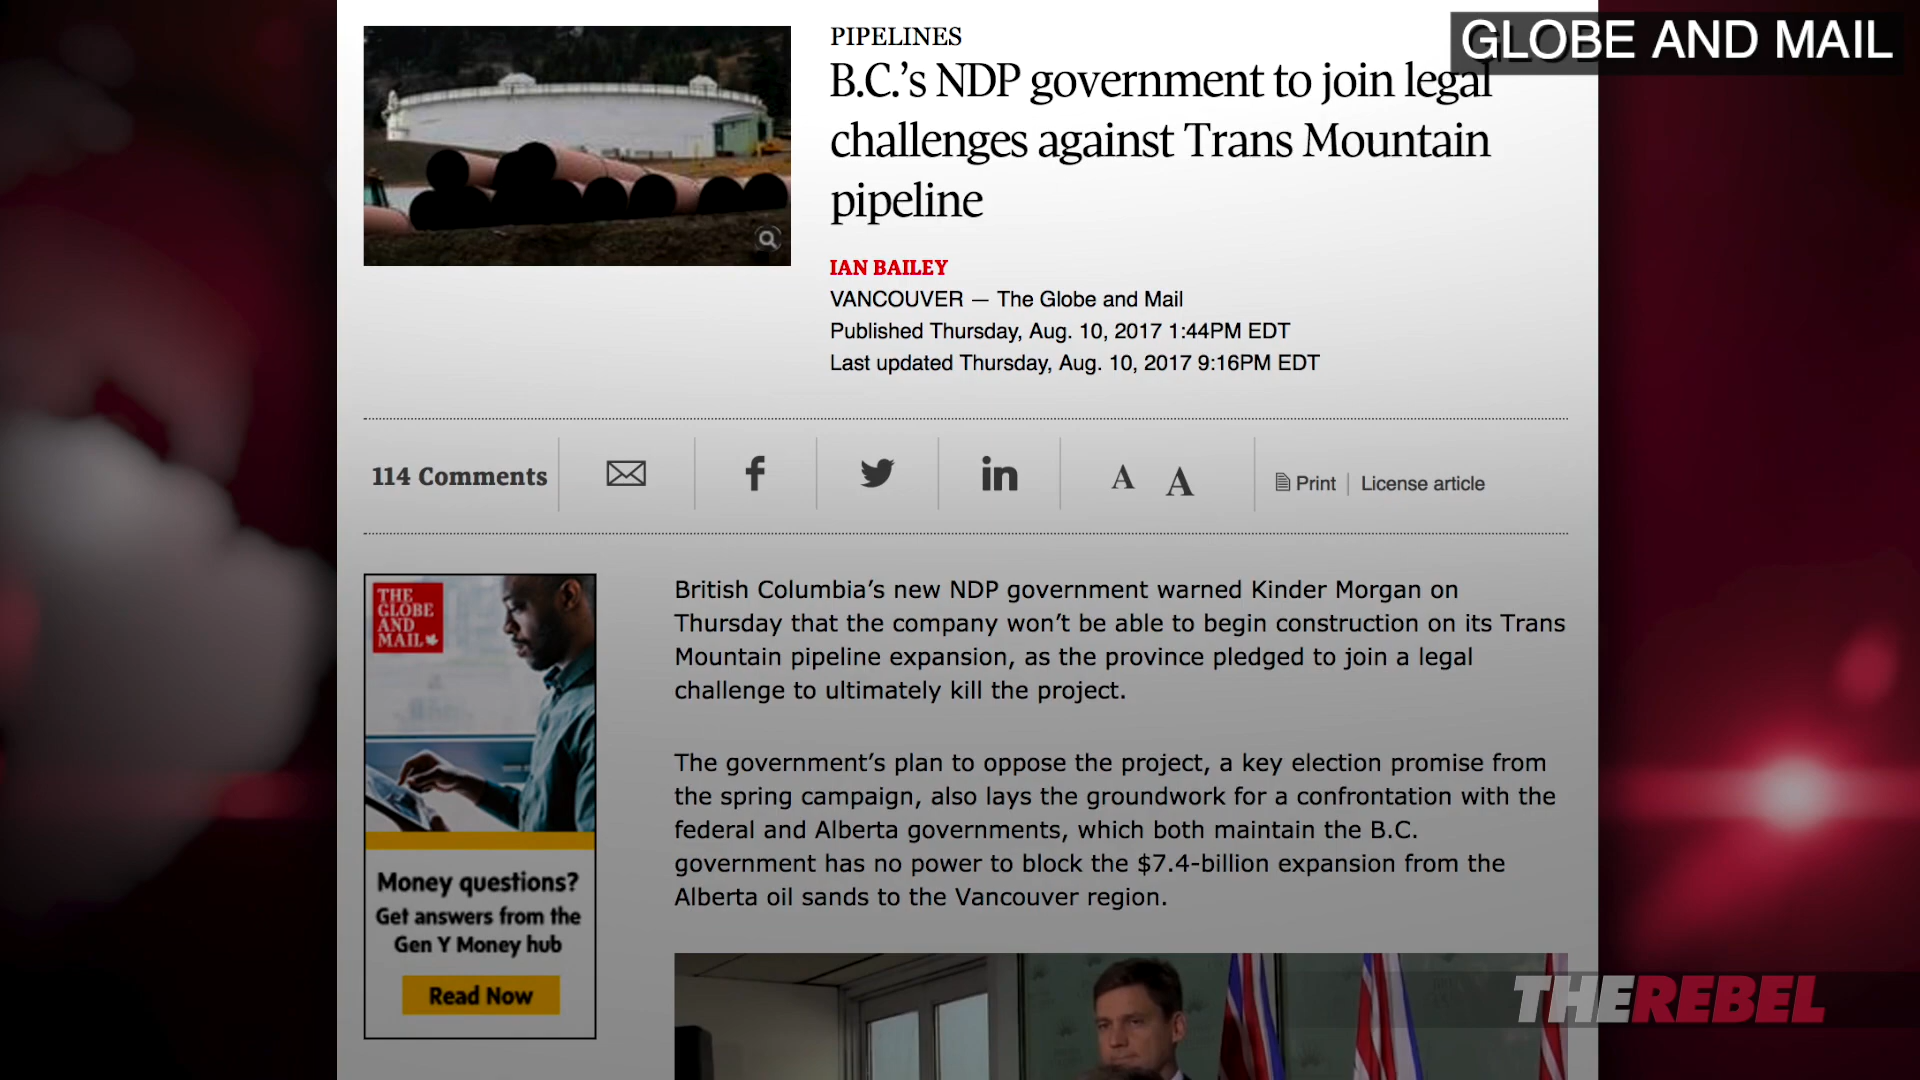 GLOBE AND MAIL
PIPELINES
B.C.’s NDP government to join legal
challenges against Trans Mountain
pipeline
IAN BAILEY
VANCOUVER — The Globe and Mail
Published Thursday, Aug. 10, 2017 1:44PM EDT
Last updated Thursday, Aug. 10, 2017 9:16PM EDT
114 Comments
f
in
A A
Print
License article
THE
GLOBE
AND
MAIL
Money questions?
Get answers from the
Gen Y Money hub
Read Now
British Columbia’s new NDP government warned Kinder Morgan on
Thursday that the company won’t be able to begin construction on its Trans
Mountain pipeline expansion, as the province pledged to join a legal
challenge to ultimately kill the project.
The government’s plan to oppose the project, a key election promise from
the spring campaign, also lays the groundwork for a confrontation with the
federal and Alberta governments, which both maintain the B.C.
government has no power to block the $7.4-billion expansion from the
Alberta oil sands to the Vancouver region.
THEREBEL